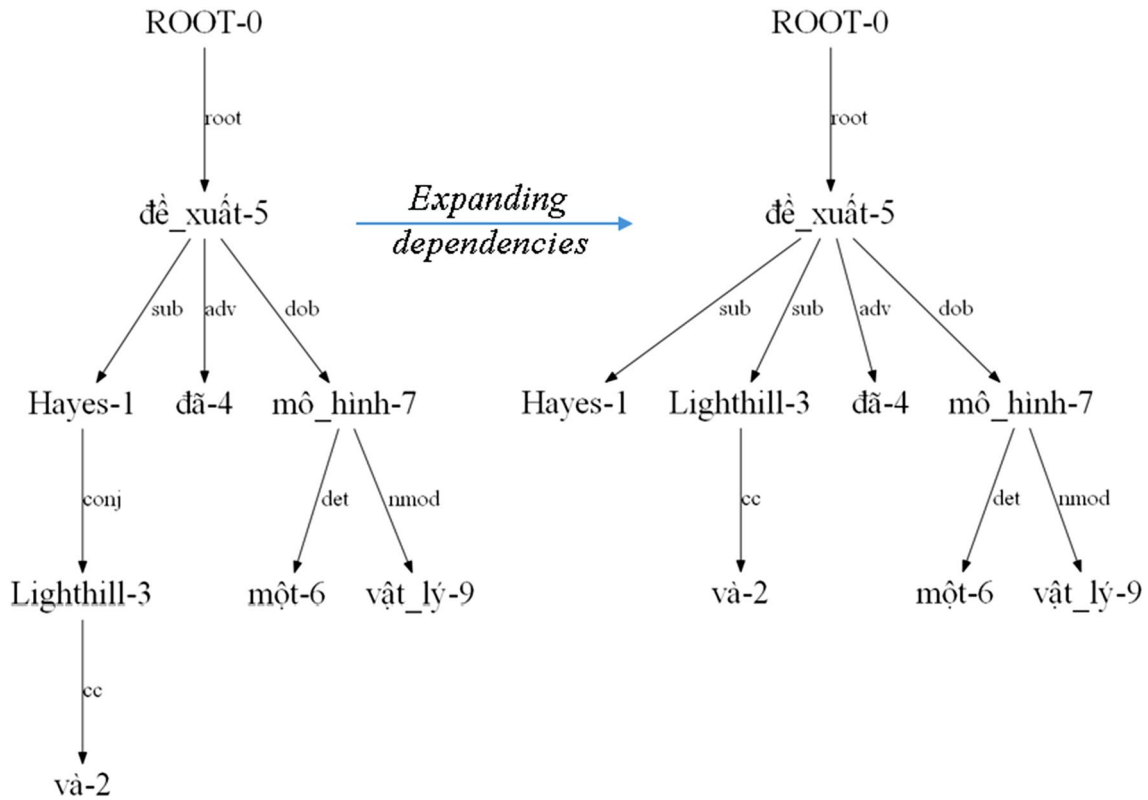 ROOT-0
root
đề_xuất-5
sub
adv
dob
Hayes-1
đã-4
mô_hình-7
conj
det
nmod
Lighthill-3
một-6
vật_lý-9
cc
và-2
Expanding
dependencies
ROOT-0
root
đề_xuất-5
sub
sub
adv
dob
Hayes-1
Lighthill-3
đã-4
mô_hình-7
cc
det
nmod
và-2
một-6
vật_lý-9